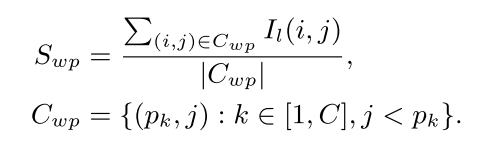 S_{wp} = \frac{\sum_{(i,j) \in C_{wp}} I_l(i,j)}{|C_{wp}|},
C_{wp} = \{(p_k, j) : k \in [1, C], j < p_k\}.